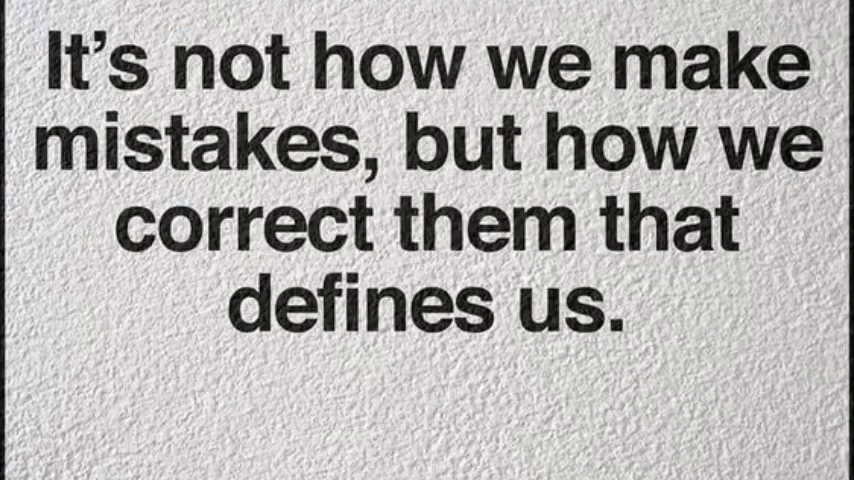 It’s not how we make
mistakes, but how we
correct them that
defines us.